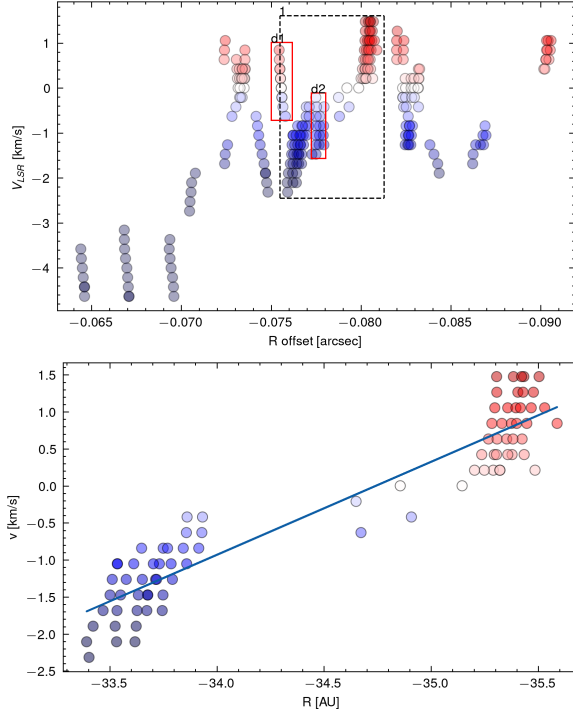 1
d1
d2
1
0
−1
−2
−3
−4
V_LSR [km/s]
−0.065 −0.070 −0.075 −0.080 −0.085 −0.090
R offset [arcsec]
1.5
1.0
0.5
0.0
−0.5
−1.0
−1.5
−2.0
−2.5
v [km/s]
−33.5 −34.0 −34.5 −35.0 −35.5
R [AU]